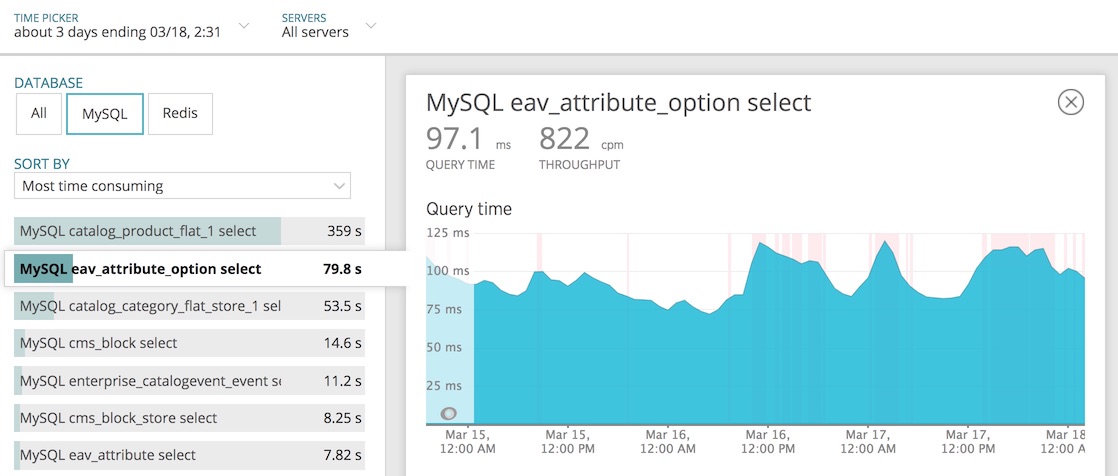 TIME PICKER
about 3 days ending 03/18, 2:31
SERVERS
All servers
DATABASE
All
MySQL
Redis
SORT BY
Most time consuming
MySQL catalog_product_flat_1 select 359 s
MySQL eav_attribute_option select 79.8 s
MySQL catalog_category_flat_store_1 sel 53.5 s
MySQL cms_block select 14.6 s
MySQL enterprise_catalogevent_event se 11.2 s
MySQL cms_block_store select 8.25 s
MySQL eav_attribute select 7.82 s
MySQL eav_attribute_option select
97.1 ms
QUERY TIME
822 cpm
THROUGHPUT
Query time
125 ms
100 ms
75 ms
50 ms
25 ms
Mar 15,
12:00 AM
Mar 15,
12:00 PM
Mar 16,
12:00 AM
Mar 16,
12:00 PM
Mar 17,
12:00 AM
Mar 17,
12:00 PM
Mar 18
12:00 A